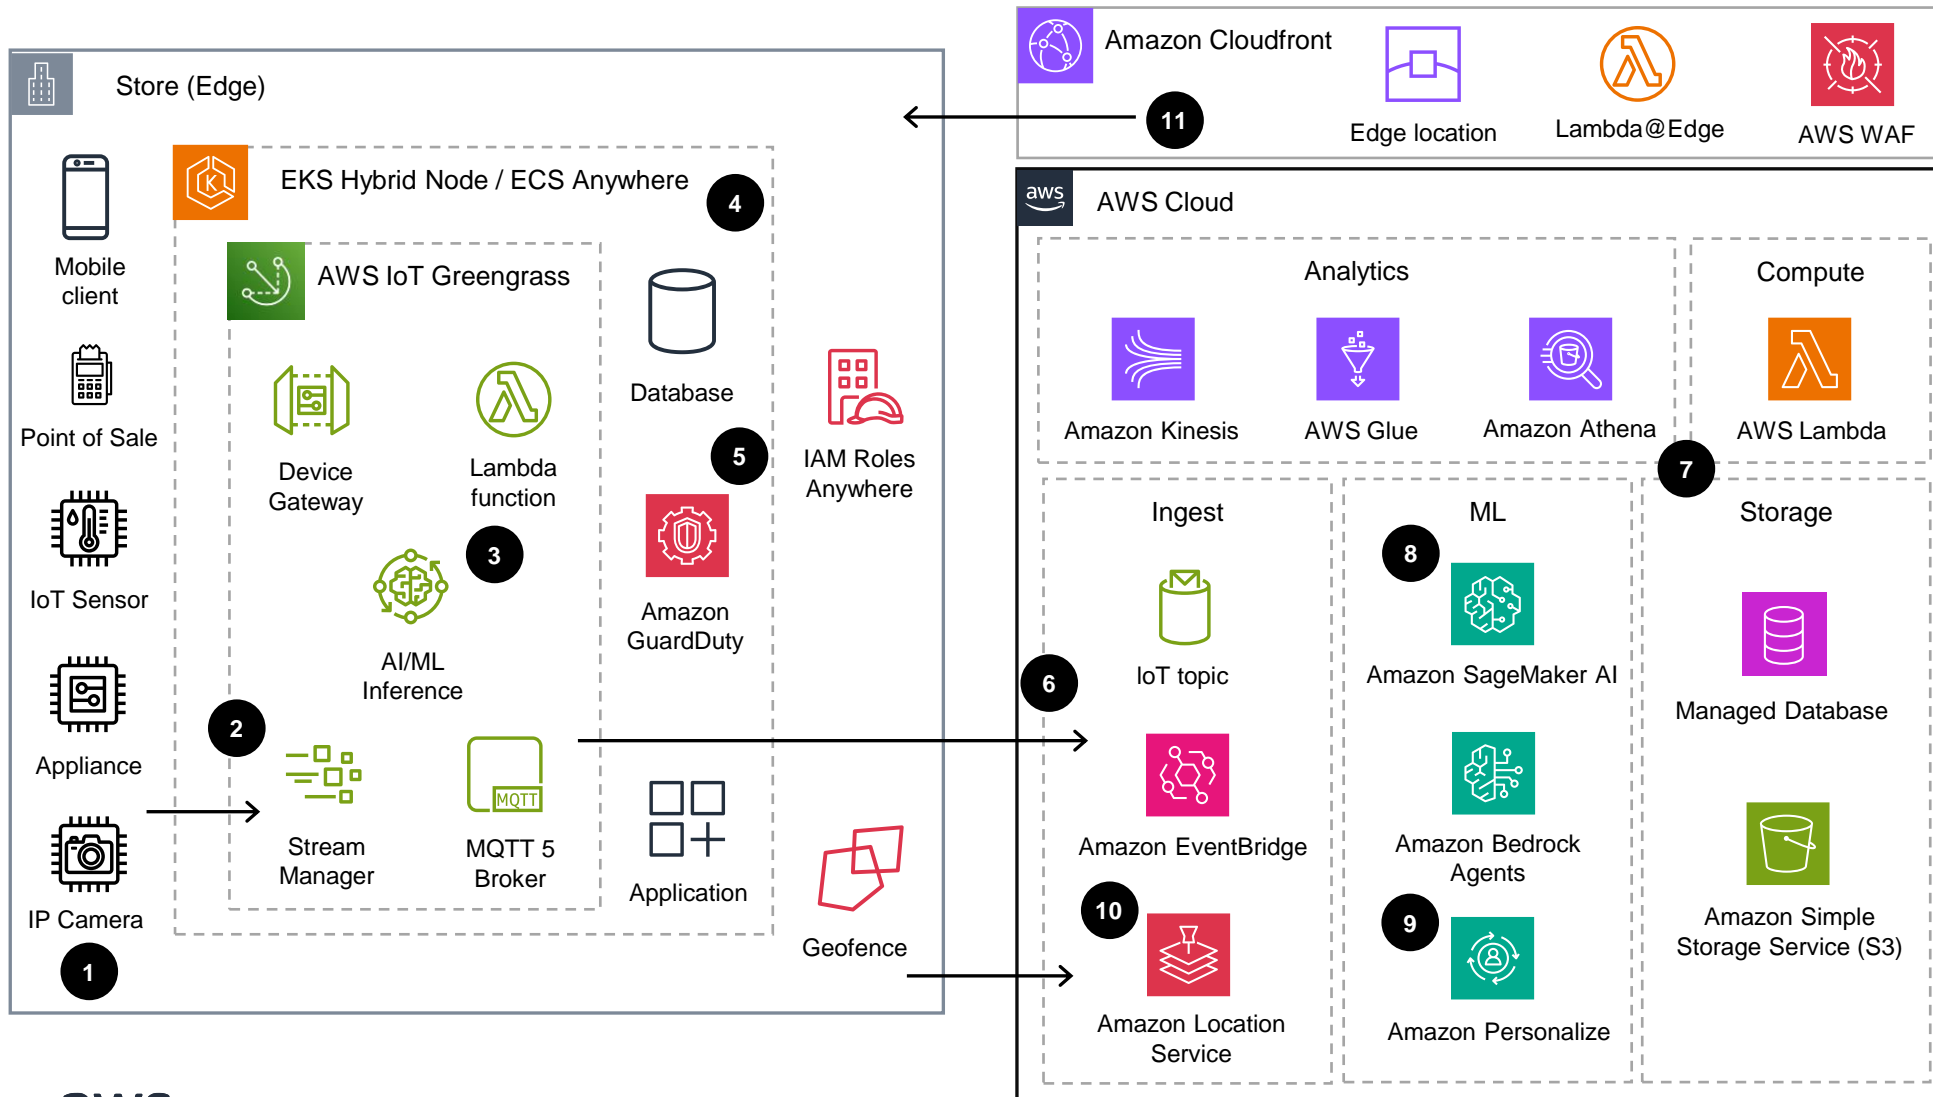 Amazon Cloudfront
11
Edge location
Lambda@Edge
AWS WAF
Store (Edge)
Mobile
client
Point of Sale
IoT Sensor
Appliance
IP Camera
1
EKS Hybrid Node / ECS Anywhere
4
AWS IoT Greengrass
Device
Gateway
Lambda
function
3
AI/ML
Inference
2
Stream
Manager
MQTT
MQTT 5
Broker
Database
5
Amazon
GuardDuty
Application
IAM Roles
Anywhere
Geofence
aws
AWS Cloud
Analytics
Amazon Kinesis
AWS Glue
Amazon Athena
Compute
AWS Lambda
7
Ingest
6
IoT topic
Amazon EventBridge
10
Amazon Location
Service
ML
8
Amazon SageMaker AI
Amazon Bedrock
Agents
9
Amazon Personalize
Storage
Managed Database
Amazon Simple
Storage Service (S3)
aws